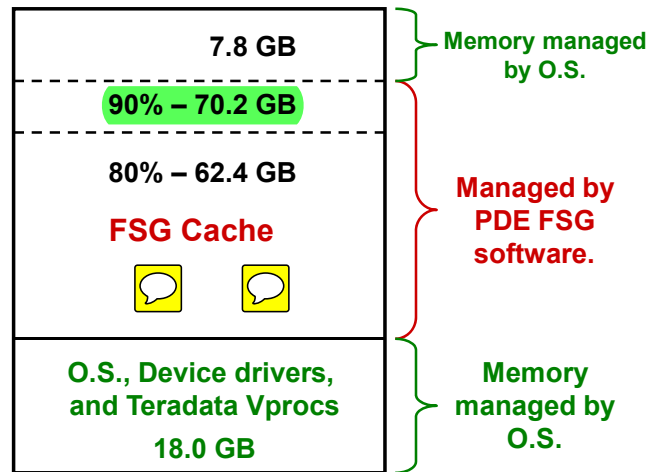 7.8 GB
Memory managed
by O.S.
90% – 70.2 GB
80% – 62.4 GB
FSG Cache
Managed by
PDE FSG
software.
O.S., Device drivers,
and Teradata Vprocs
18.0 GB
Memory
managed by
O.S.